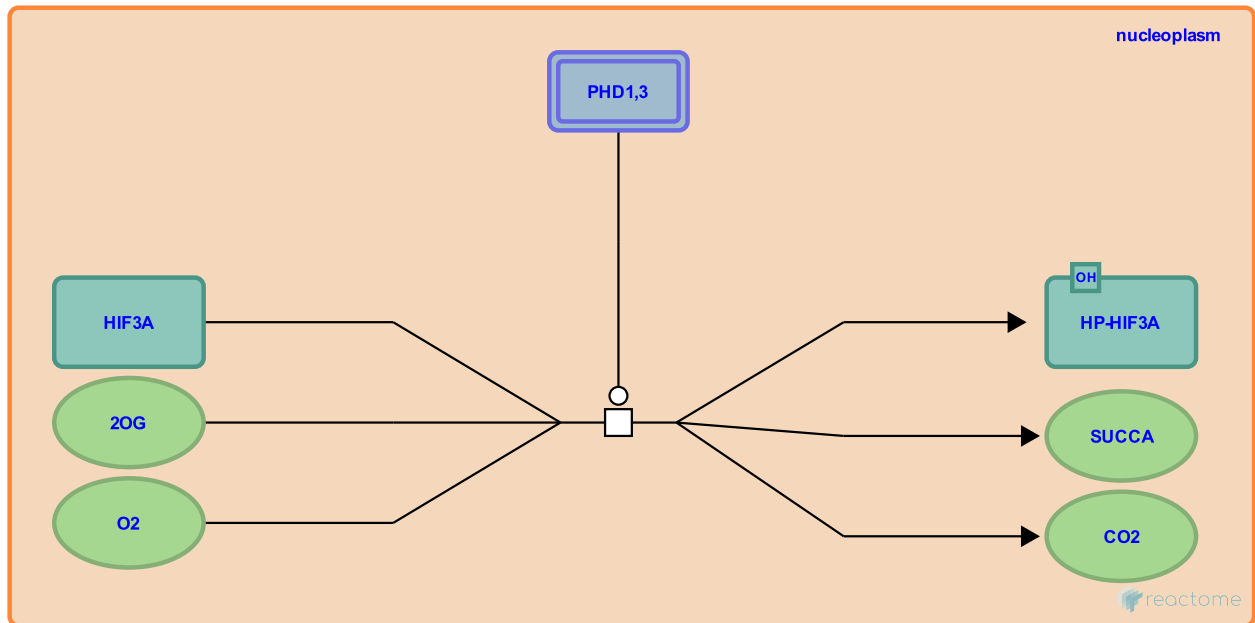 nucleoplasm
PHD1,3
HIF3A
OH
HP-HIF3A
2OG
SUCCA
O2
CO2
reactome